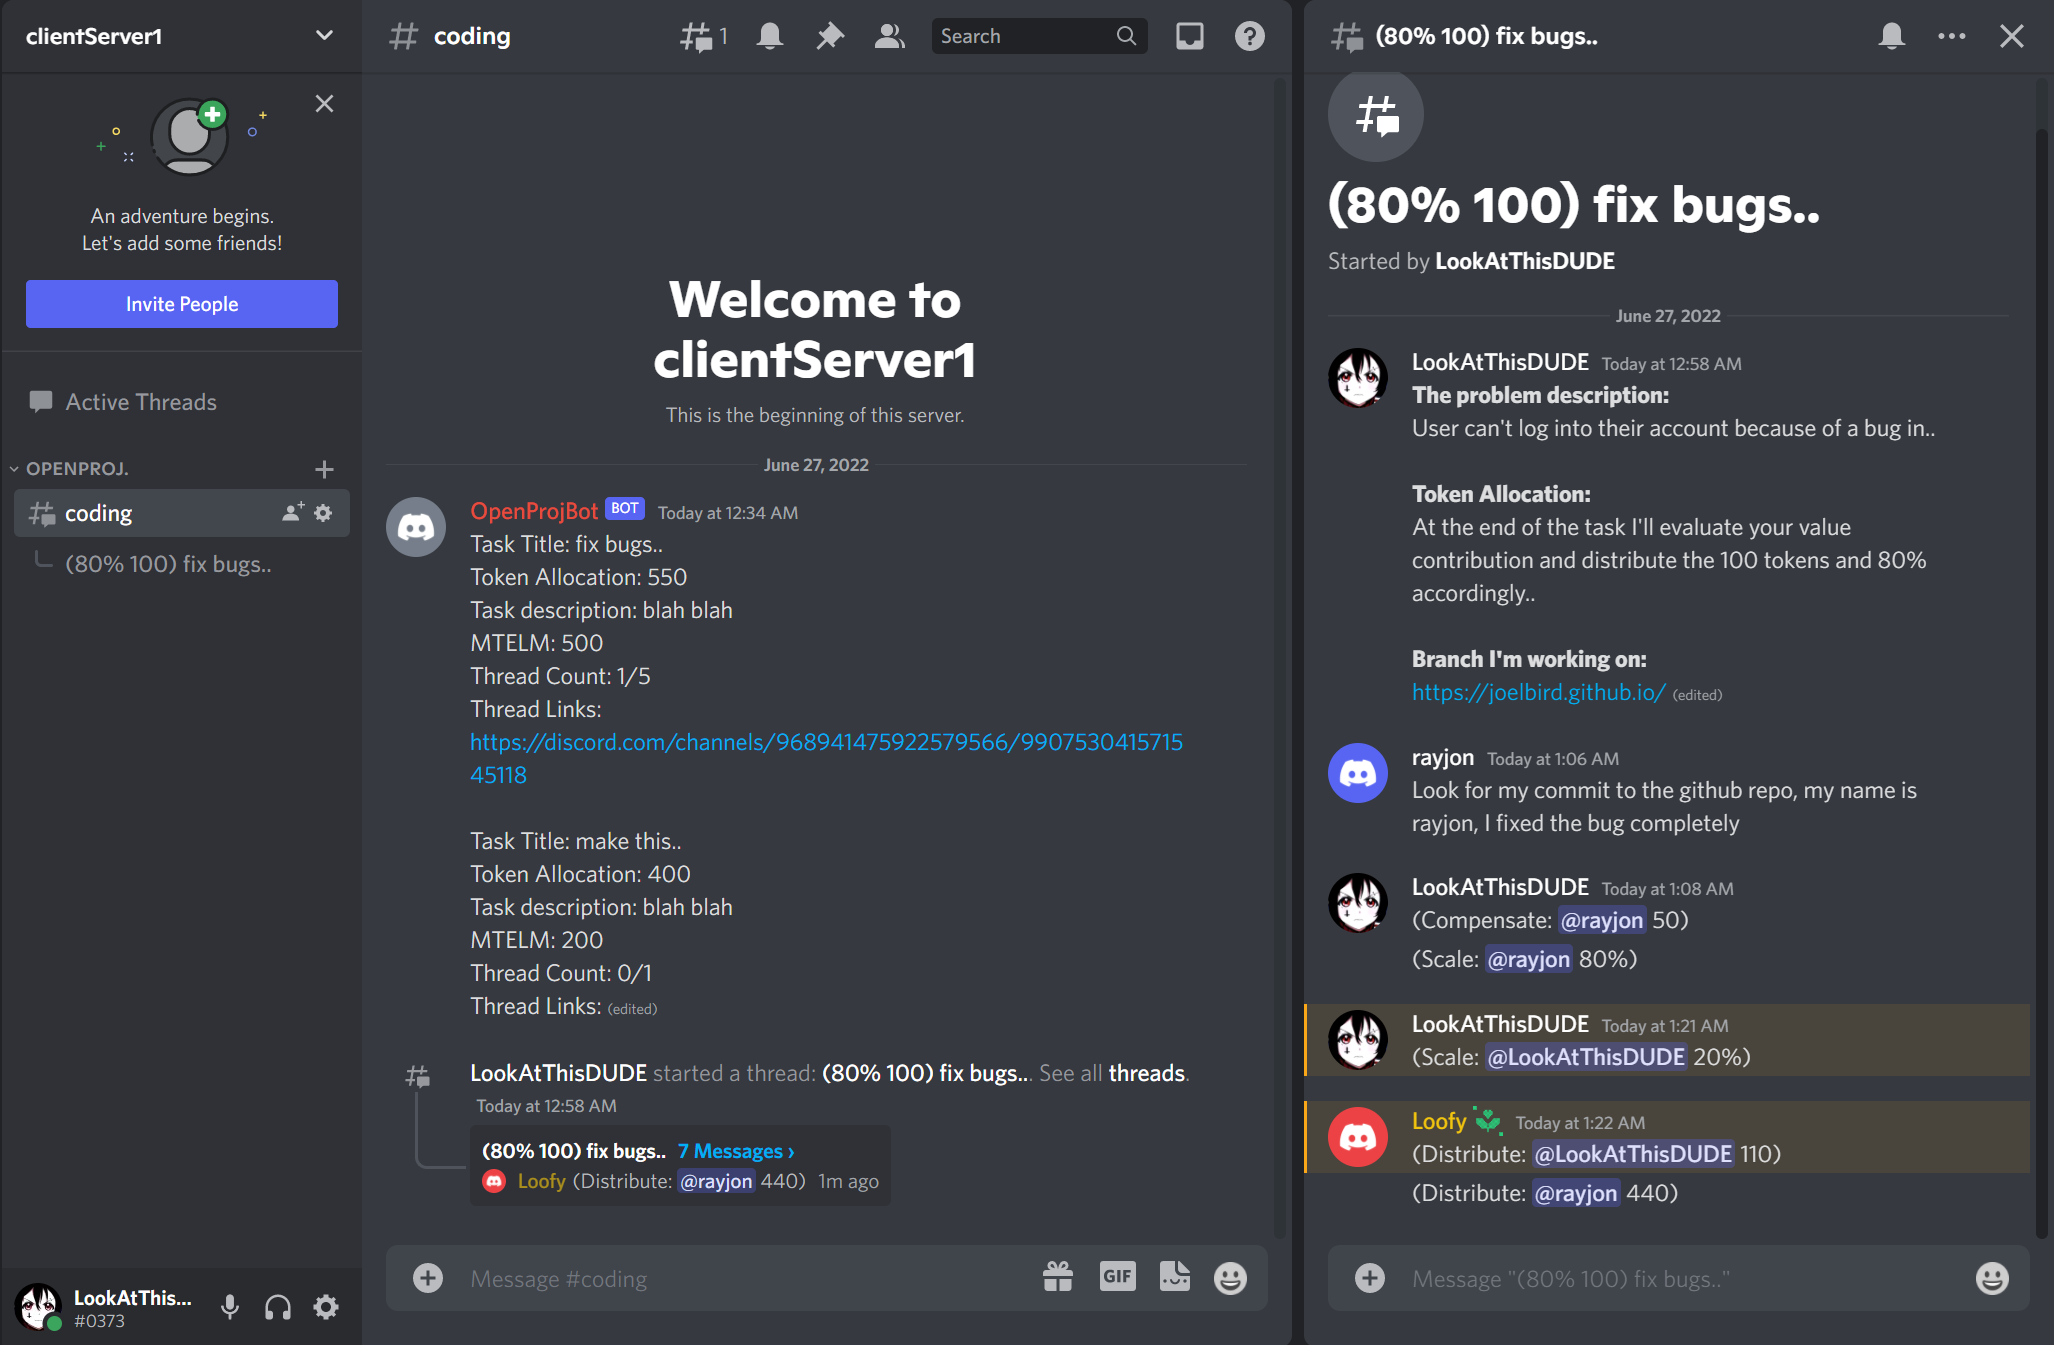 clientServer1
An adventure begins.
Let's add some friends!
Invite People
Active Threads
OPENPROJ.
coding
(80% 100) fix bugs..
LookAtThis...
#0373
coding
1
Search
Welcome to
clientServer1
This is the beginning of this server.
June 27, 2022
OpenProjBot BOT Today at 12:34 AM
Task Title: fix bugs..
Token Allocation: 550
Task description: blah blah
MTELM: 500
Thread Count: 1/5
Thread Links:
https://discord.com/channels/968941475922579566/9907530415715
45118
Task Title: make this..
Token Allocation: 400
Task description: blah blah
MTELM: 200
Thread Count: 0/1
Thread Links: (edited)
LookAtThisDUDE started a thread: (80% 100) fix bugs... See all threads.
Today at 12:58 AM
(80% 100) fix bugs.. 7 Messages ›
Loofy (Distribute: @rayjon 440) 1m ago
Message #coding
GIF
(80% 100) fix bugs..
(80% 100) fix bugs..
Started by LookAtThisDUDE
June 27, 2022
LookAtThisDUDE Today at 12:58 AM
The problem description:
User can't log into their account because of a bug in..
Token Allocation:
At the end of the task I'll evaluate your value
contribution and distribute the 100 tokens and 80%
accordingly..
Branch I'm working on:
https://joelbird.github.io/ (edited)
rayjon Today at 1:06 AM
Look for my commit to the github repo, my name is
rayjon, I fixed the bug completely
LookAtThisDUDE Today at 1:08 AM
(Compensate: @rayjon 50)
(Scale: @rayjon 80%)
LookAtThisDUDE Today at 1:21 AM
(Scale: @LookAtThisDUDE 20%)
Loofy Today at 1:22 AM
(Distribute: @LookAtThisDUDE 110)
(Distribute: @rayjon 440)
Message "(80% 100) fix bugs.."